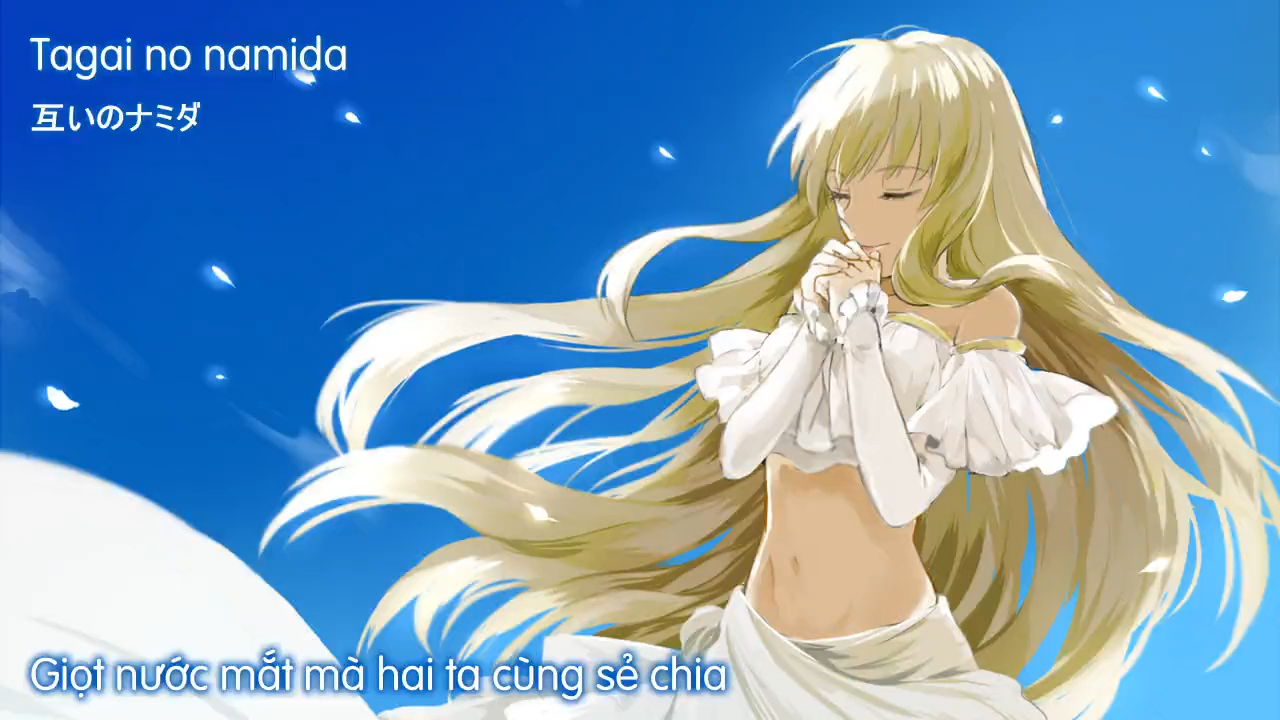 Tagai no namida
互いのナミダ
Giọt nước mắt mà hai ta cùng sẻ chia